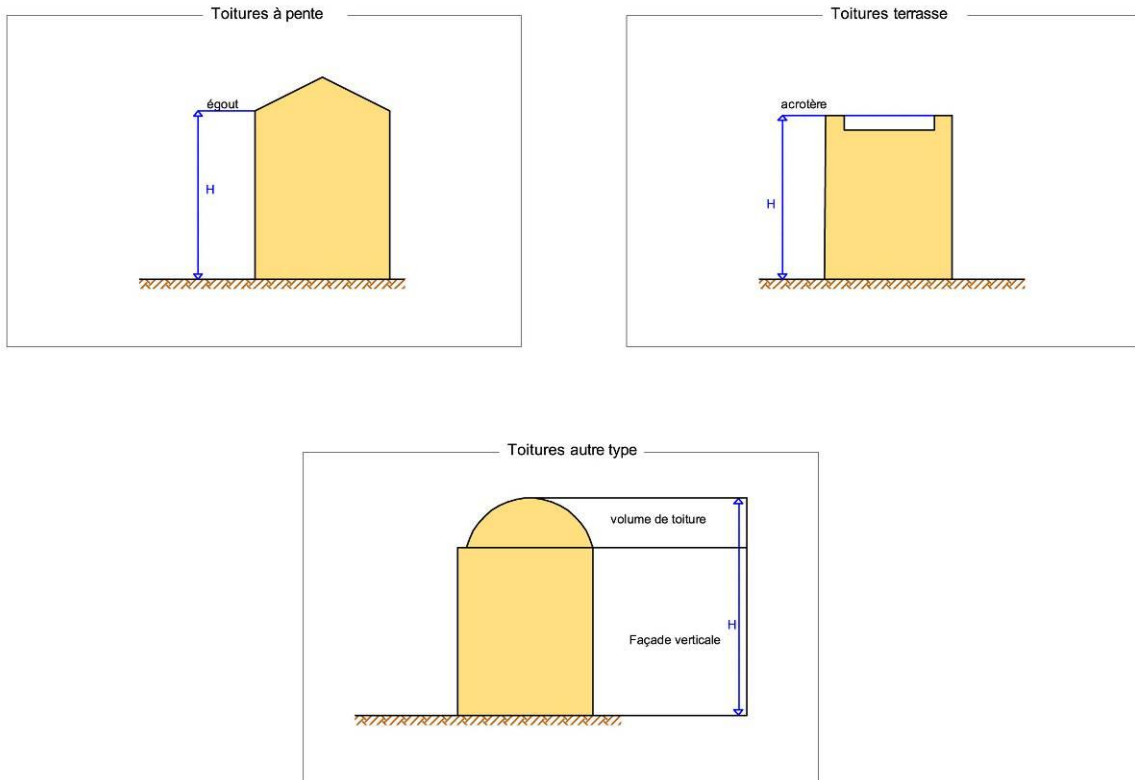 Toitures à pente
égout
H
Toitures terrasse
acrotère
H
Toitures autre type
volume de toiture
H
Façade verticale